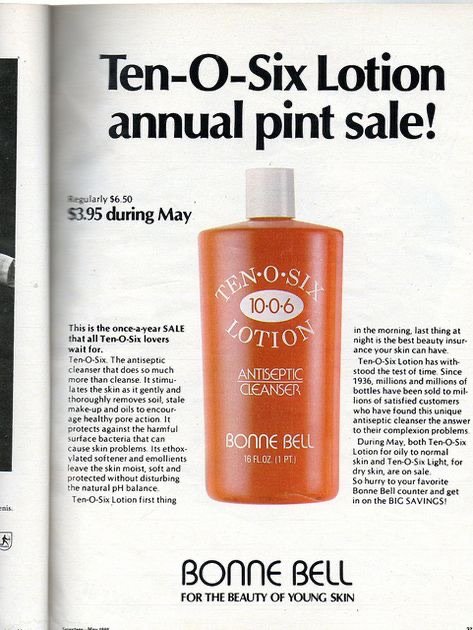 Ten-O-Six Lotion
annual pint sale!
Regularly $6.50
$3.95 during May
TEN·O·SIX
10·0·6
LOTION
ANTISEPTIC
CLEANSER
BONNE BELL
16 FL.OZ. (1 PT.)
This is the once-a-year SALE
that all Ten-O-Six lovers
wait for.
Ten-O-Six. The antiseptic
cleanser that does so much
more than cleanse. It stimu-
lates the skin as it gently and
thoroughly removes soil, stale
make-up and oils to encour-
age healthy pore action. It
protects against the harmful
surface bacteria that can
cause skin problems. Its ethox-
ylated softener and emollients
leave the skin moist, soft and
protected without disturbing
the natural pH balance.
Ten-O-Six Lotion first thing
in the morning, last thing at
night is the best beauty insur-
ance your skin can have.
Ten-O-Six Lotion has with-
stood the test of time. Since
1936, millions and millions of
bottles have been sold to mil-
lions of satisfied customers
who have found this unique
antiseptic cleanser the answer
to their complexion problems.
During May, both Ten-O-Six
Lotion for oily to normal
skin and Ten-O-Six Light, for
dry skin, are on sale.
So hurry to your favorite
Bonne Bell counter and get
in on the BIG SAVINGS!
enis.
BONNE BELL
FOR THE BEAUTY OF YOUNG SKIN